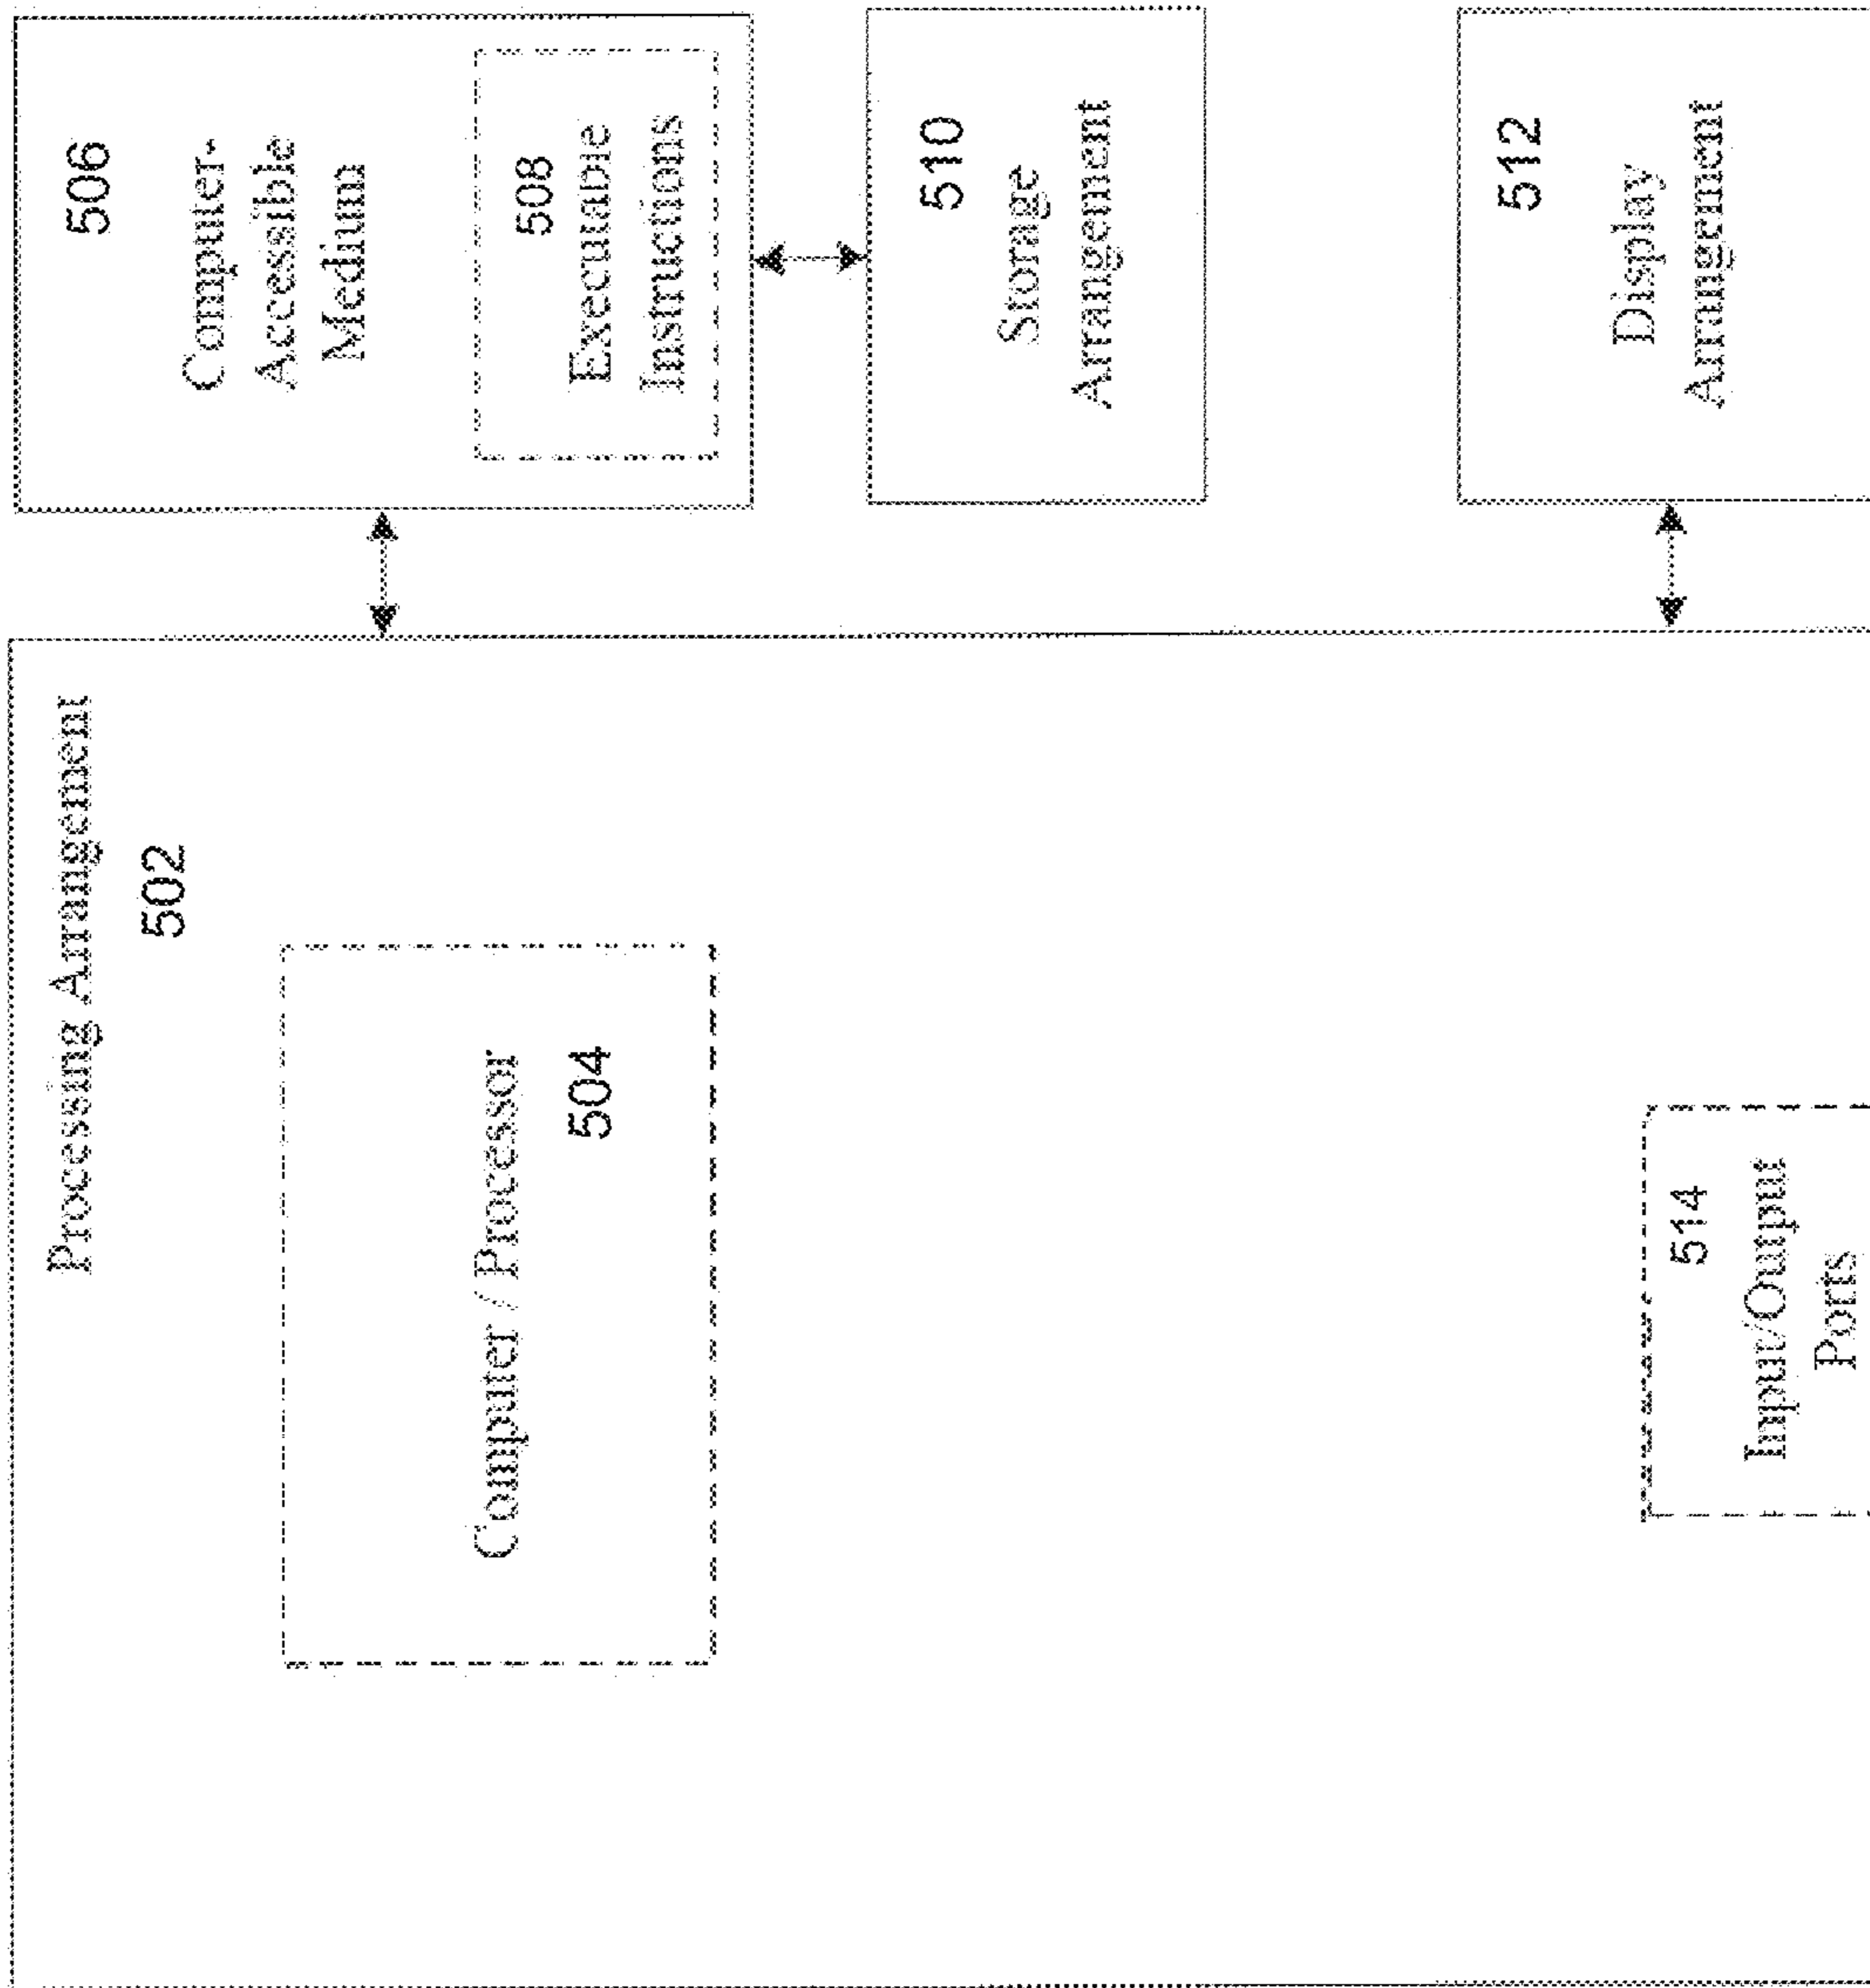 Processing Arrangement
502
Computer / Processor
504
514
Input/Output
Ports
506
Computer-
Accessible
Medium
508
Executable
Instructions
510
Storage
Arrangement
512
Display
Arrangement